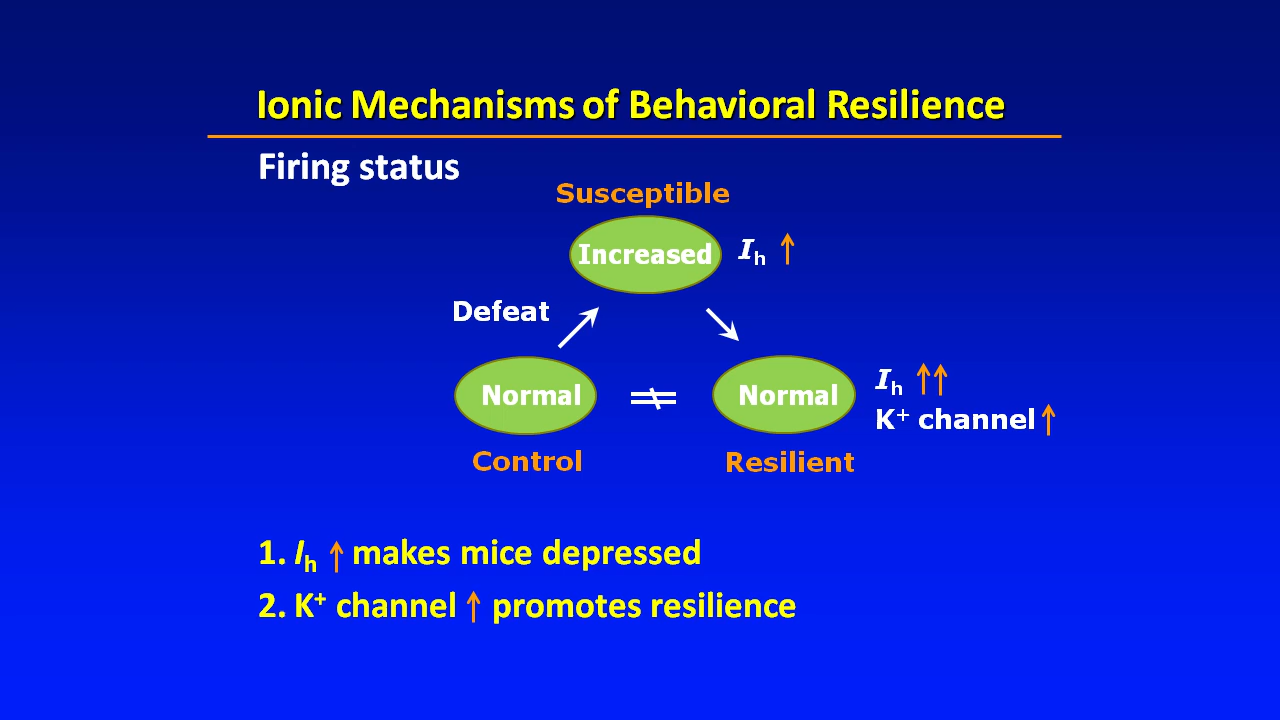 Ionic Mechanisms of Behavioral Resilience
Firing status
Susceptible
Increased
Iₕ ↑
Defeat
Normal
≠
Normal
Iₕ ↑↑
K⁺ channel ↑
Control
Resilient
1. Iₕ ↑ makes mice depressed
2. K⁺ channel ↑ promotes resilience